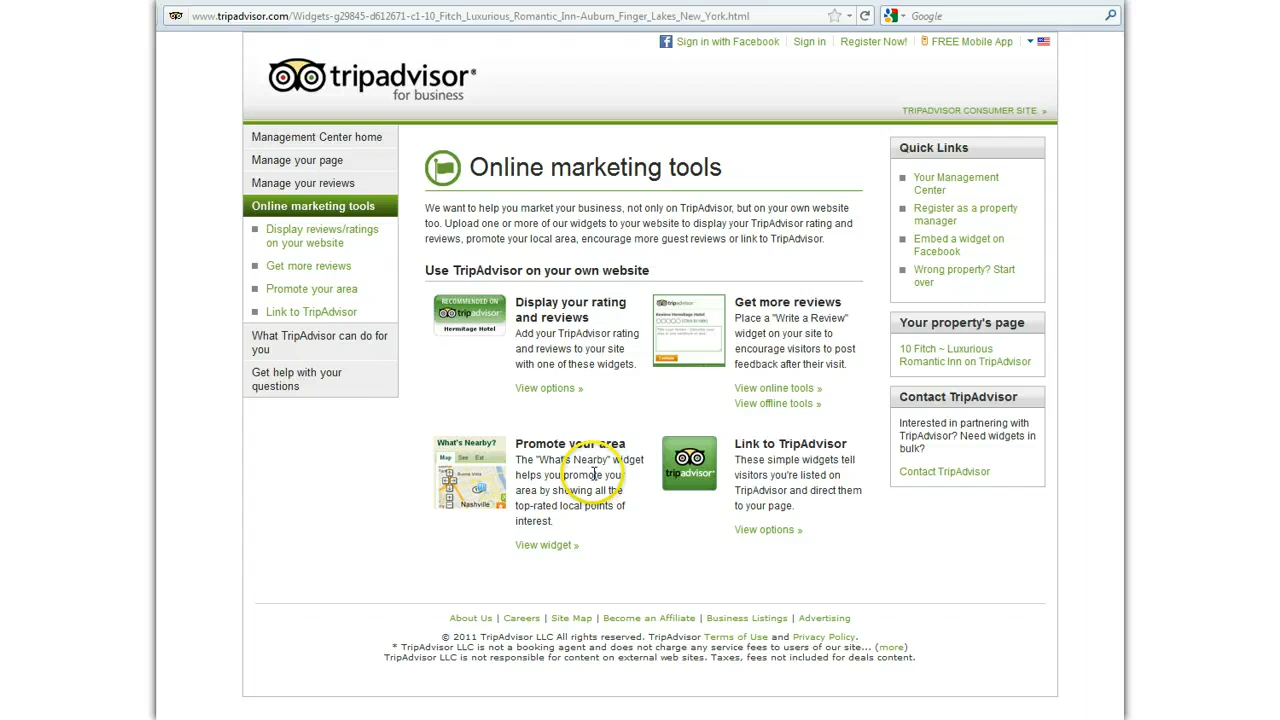 www.tripadvisor.com/Widgets-g29845-d612671-c1-10_Fitch_Luxurious_Romantic_Inn-Auburn_Finger_Lakes_New_York.html
Google
Sign in with Facebook
Sign in
Register Now!
FREE Mobile App
tripadvisor®
for business
TRIPADVISOR CONSUMER SITE »
Management Center home
Manage your page
Manage your reviews
Online marketing tools
Display reviews/ratings
on your website
Get more reviews
Promote your area
Link to TripAdvisor
What TripAdvisor can do for
you
Get help with your
questions
Online marketing tools
We want to help you market your business, not only on TripAdvisor, but on your own website
too. Upload one or more of our widgets to your website to display your TripAdvisor rating and
reviews, promote your local area, encourage more guest reviews or link to TripAdvisor.
Use TripAdvisor on your own website
RECOMMENDED ON
tripadvisor
Hermitage Hotel
Display your rating
and reviews
Add your TripAdvisor rating
and reviews to your site
with one of these widgets.
View options »
tripadvisor
Review Hermitage Hotel
Get more reviews
Place a "Write a Review"
widget on your site to
encourage visitors to post
feedback after their visit.
View online tools »
View offline tools »
What's Nearby?
Map See Eat
Buena Vista
Nashville
Promote your area
The "What's Nearby" widget
helps you promote you
area by showing all the
top-rated local points of
interest.
View widget »
tripadvisor
Link to TripAdvisor
These simple widgets tell
visitors you're listed on
TripAdvisor and direct them
to your page.
View options »
Quick Links
Your Management
Center
Register as a property
manager
Embed a widget on
Facebook
Wrong property? Start
over
Your property's page
10 Fitch ~ Luxurious
Romantic Inn on TripAdvisor
Contact TripAdvisor
Interested in partnering with
TripAdvisor? Need widgets in
bulk?
Contact TripAdvisor
About Us | Careers | Site Map | Become an Affiliate | Business Listings | Advertising
© 2011 TripAdvisor LLC All rights reserved. TripAdvisor Terms of Use and Privacy Policy.
* TripAdvisor LLC is not a booking agent and does not charge any service fees to users of our site... (more)
TripAdvisor LLC is not responsible for content on external web sites. Taxes, fees not included for deals content.